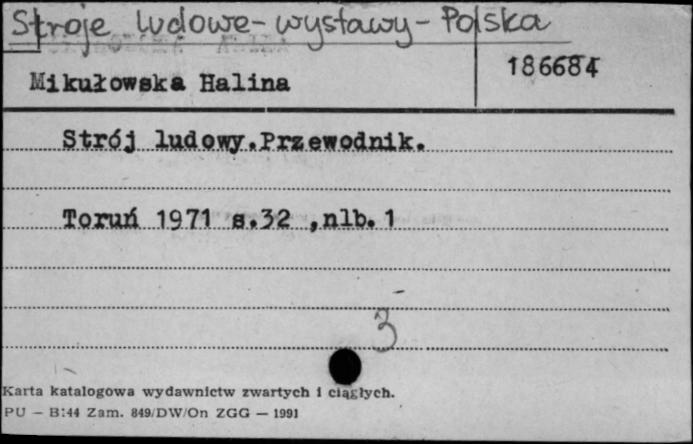 Stroje ludowe - wystawy - Polska
186684
Mikułowska Halina
Strój ludowy.Przewodnik.
Toruń 1971 s.32 ,nlb.1
3
Karta katalogowa wydawnictw zwartych i ciągłych.
PU — B:44 Zam. 849/DW/On ZGG — 1991